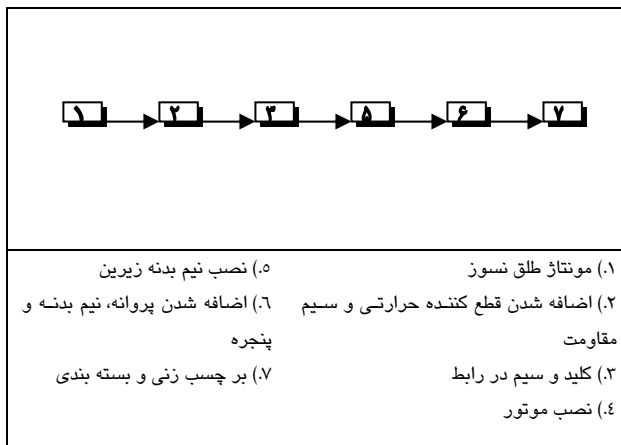 ۱ ۲ ۳ ۵ ۶ ۷
۱.) مونتاژ طلق نسوز
۲.) اضافه شدن قطع کننده حرارتی و سیم
مقاومت
۳.) کلید و سیم در رابط
۴.) نصب موتور
۵.) نصب نیم بدنه زیرین
۶.) اضافه شدن پروانه، نیم بدنه و
پنجره
۷.) بر چسب زنی و بسته بندی